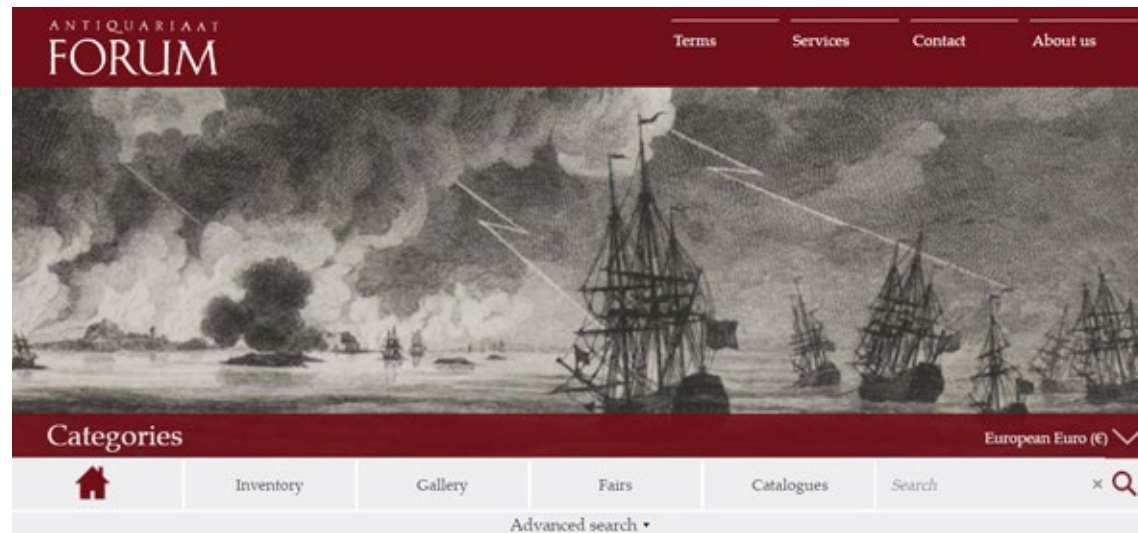 ANTIQUARIAAT
FORUM
Terms Services Contact About us
Categories
European Euro (€)
Inventory Gallery Fairs Catalogues Search ×
Advanced search